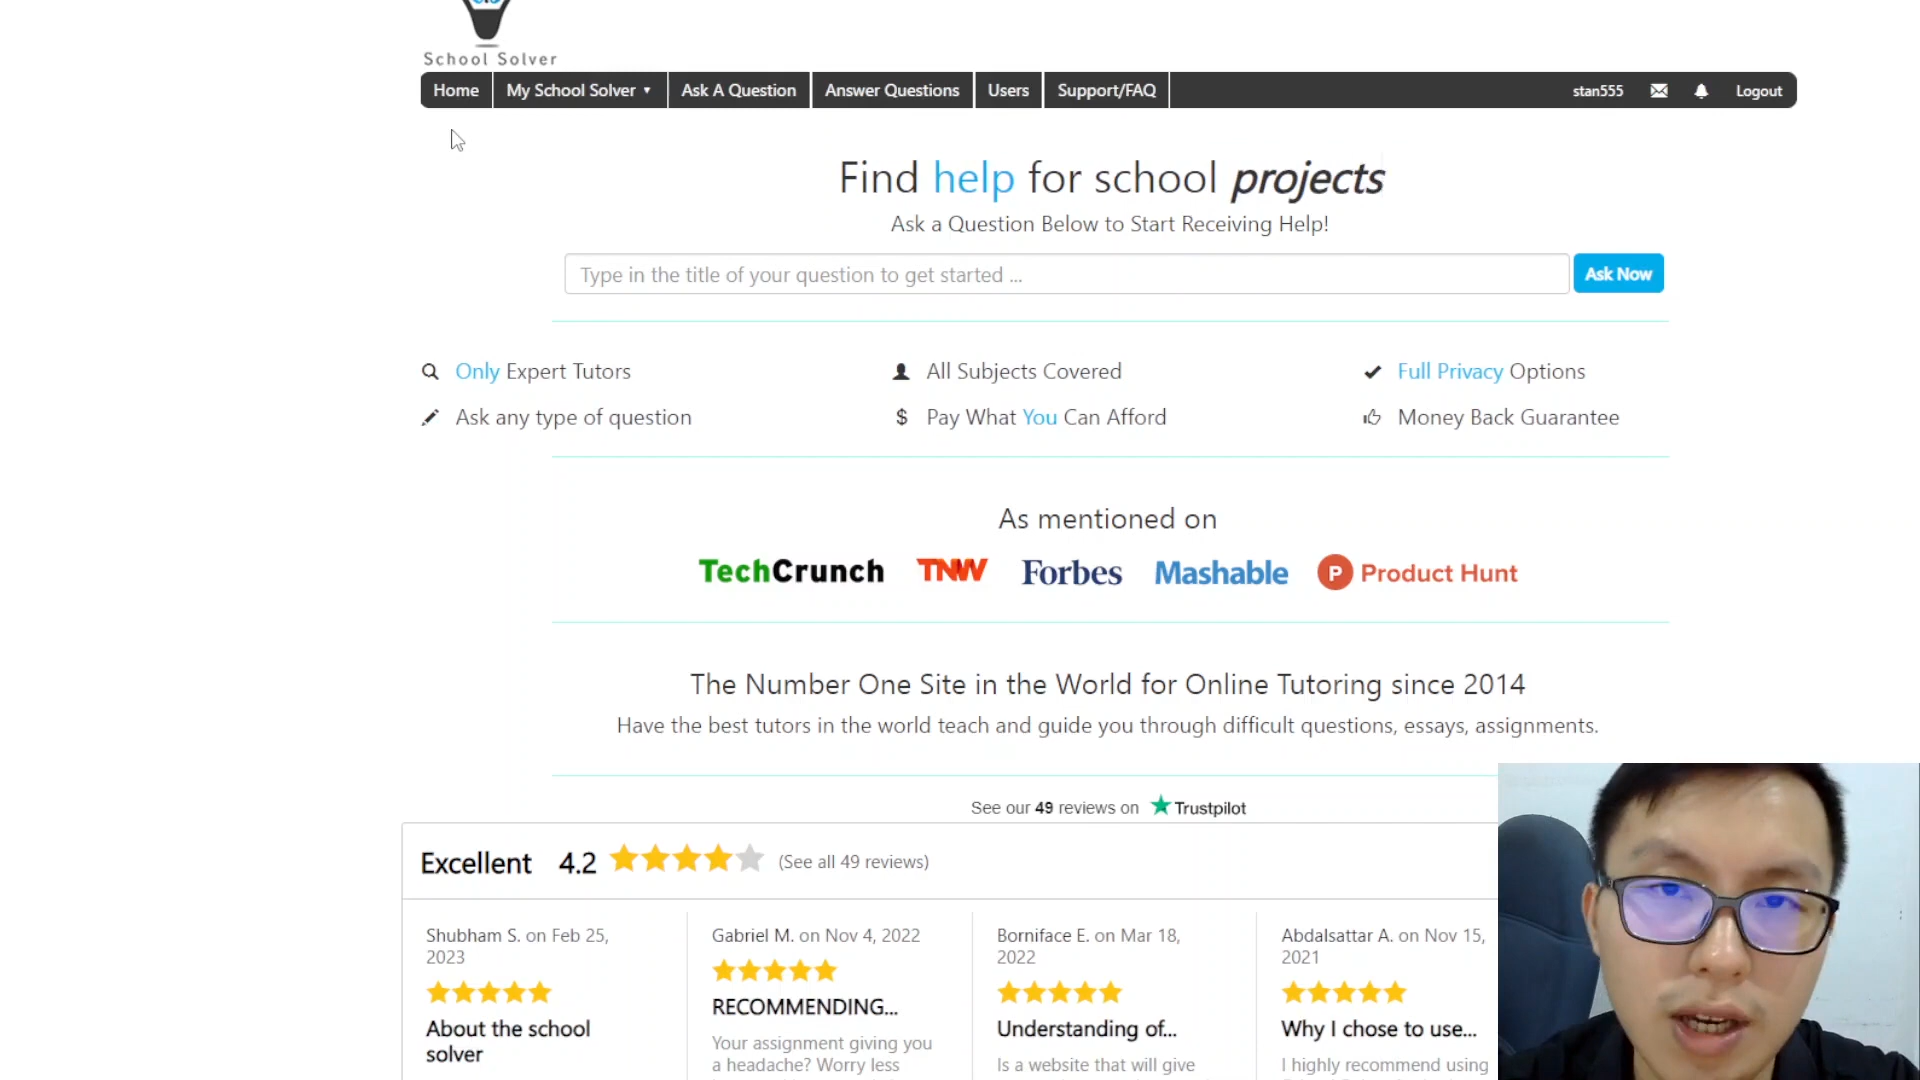 School Solver
Home My School Solver ▼ Ask A Question Answer Questions Users Support/FAQ stan555 Logout
Find help for school projects
Ask a Question Below to Start Receiving Help!
Type in the title of your question to get started ... Ask Now
Only Expert Tutors All Subjects Covered Full Privacy Options
Ask any type of question $ Pay What You Can Afford Money Back Guarantee
As mentioned on
TechCrunch TNW Forbes Mashable P Product Hunt
The Number One Site in the World for Online Tutoring since 2014
Have the best tutors in the world teach and guide you through difficult questions, essays, assignments.
See our 49 reviews on Trustpilot
Excellent 4.2 (See all 49 reviews)
Shubham S. on Feb 25,
2023
About the school
solver
Gabriel M. on Nov 4, 2022
RECOMMENDING...
Your assignment giving you
a headache? Worry less
Borniface E. on Mar 18,
2022
Understanding of...
Is a website that will give
Abdalsattar A. on Nov 15,
2021
Why I chose to use...
I highly recommend using